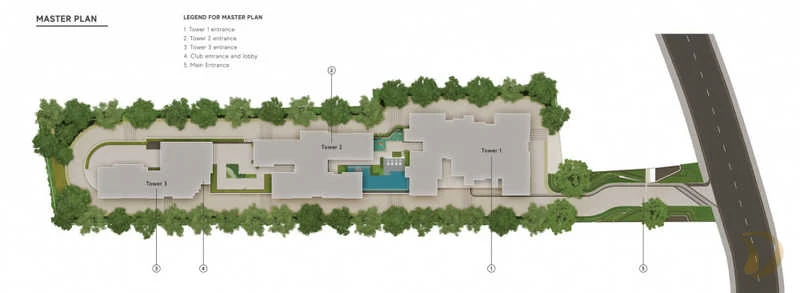 MASTER PLAN
LEGEND FOR MASTER PLAN
1. Tower 1 entrance
2. Tower 2 entrance
3. Tower 3 entrance
4. Club entrance and lobby
5. Main Entrance
2
Tower 1
Tower 2
Tower 3
3
4
1
5